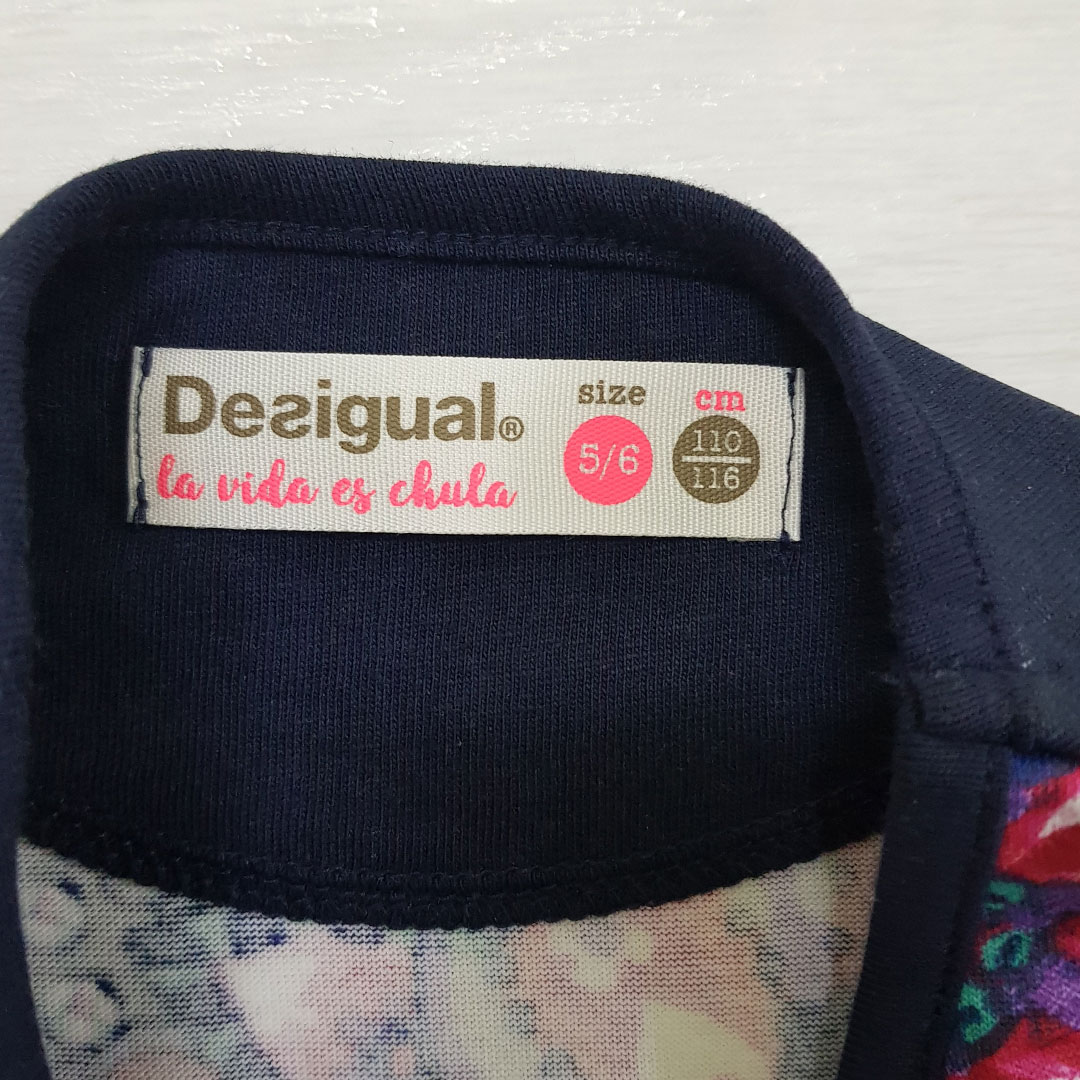 Desigual®
la vida es chula
size
5/6
cm
110
116